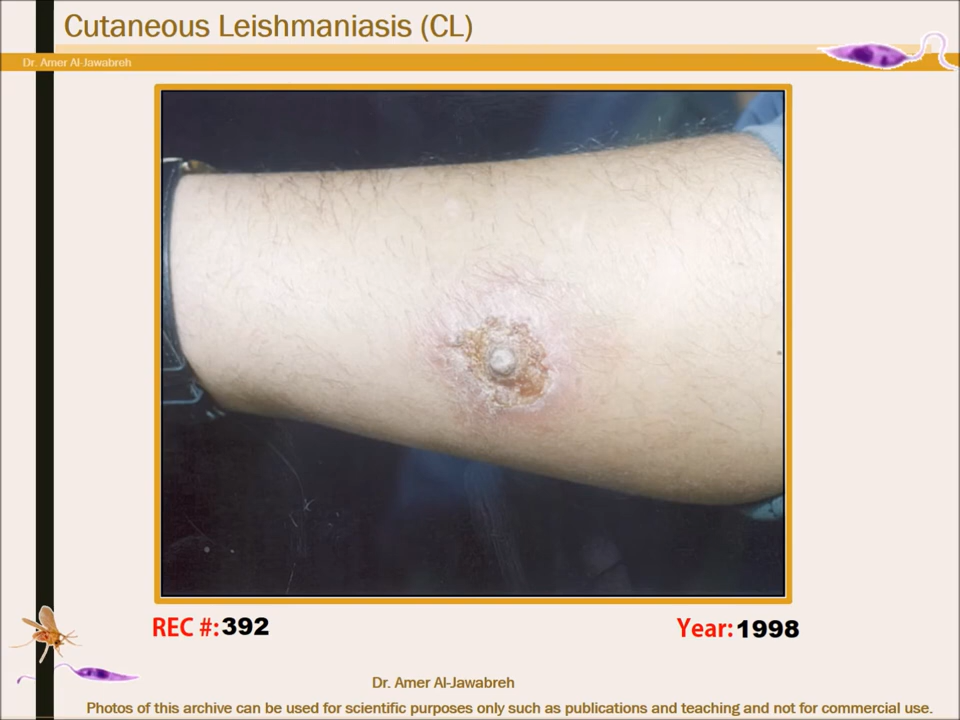 Cutaneous Leishmaniasis (CL)
Dr. Amer Al-Jawabreh
REC #:392
Year:1998
Dr. Amer Al-Jawabreh
Photos of this archive can be used for scientific purposes only such as publications and teaching and not for commercial use.